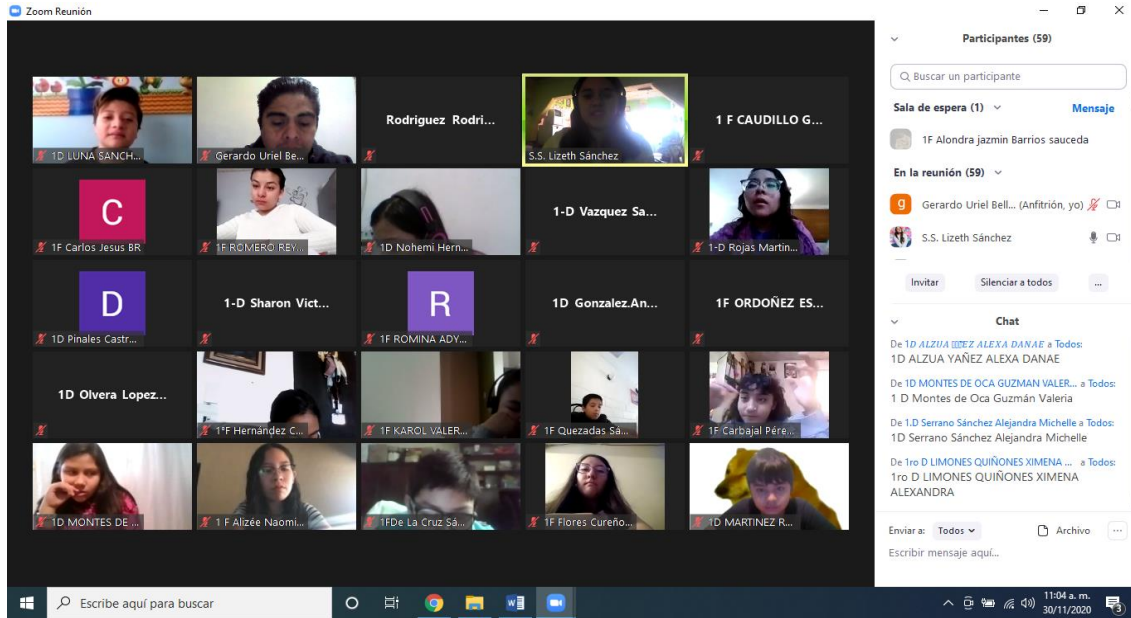 Zoom Reunión
1D LUNA SANCH...
Gerardo Uriel Be...
Rodriguez Rodri...
S.S. Lizeth Sánchez
1 F CAUDILLO G...
C
1F Carlos Jesus BR
1F ROMERO REY...
1D Nohemi Hern...
1-D Vazquez Sa...
1-D Rojas Martin...
D
1D Pinales Castr...
1-D Sharon Vict...
R
1F ROMINA ADY...
1D Gonzalez.An...
1F ORDOÑEZ ES...
1D Olvera Lopez...
1°F Hernández C...
1F KAROL VALER...
1F Quezadas Sá...
1F Carbajal Pére...
1D MONTES DE ...
1 F Alizée Naomi...
1FDe La Cruz Sá...
1F Flores Cureño...
1D MARTINEZ R...
Participantes (59)
Buscar un participante
Sala de espera (1)
Mensaje
1F Alondra jazmin Barrios sauceda
En la reunión (59)
g
Gerardo Uriel Bell... (Anfitrión, yo)
S.S. Lizeth Sánchez
Invitar
Silenciar a todos
...
Chat
De 1D ALZUA EZ ALEXA DANAE a Todos:
1D ALZUA YAÑEZ ALEXA DANAE
De 1D MONTES DE OCA GUZMAN VALER... a Todos:
1 D Montes de Oca Guzmán Valeria
De 1.D Serrano Sánchez Alejandra Michelle a Todos:
1D Serrano Sánchez Alejandra Michelle
De 1ro D LIMONES QUIÑONES XIMENA ... a Todos:
1ro D LIMONES QUIÑONES XIMENA
ALEXANDRA
Enviar a: Todos
Archivo
...
Escribir mensaje aquí...
Escribe aquí para buscar
11:04 a. m.
30/11/2020
3